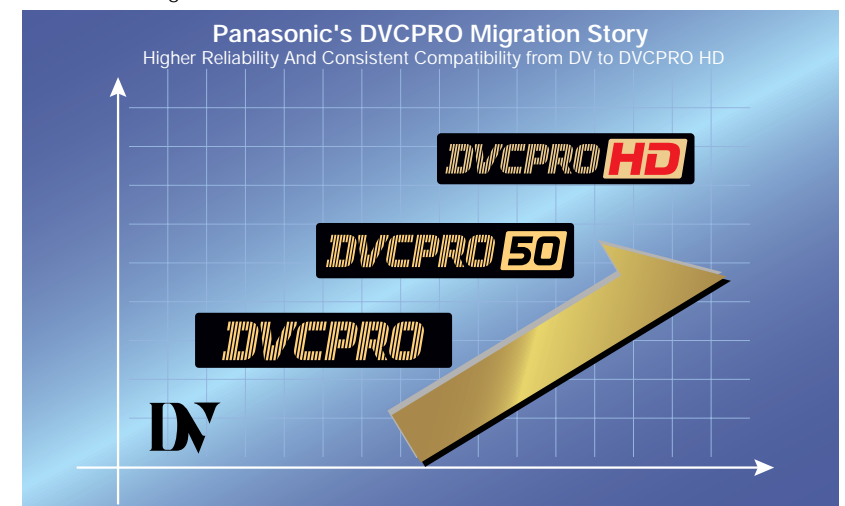 Panasonic's DVCPRO Migration Story
Higher Reliability And Consistent Compatibility from DV to DVCPRO HD
DVCPRO HD
DVCPRO 50
DVCPRO
DV